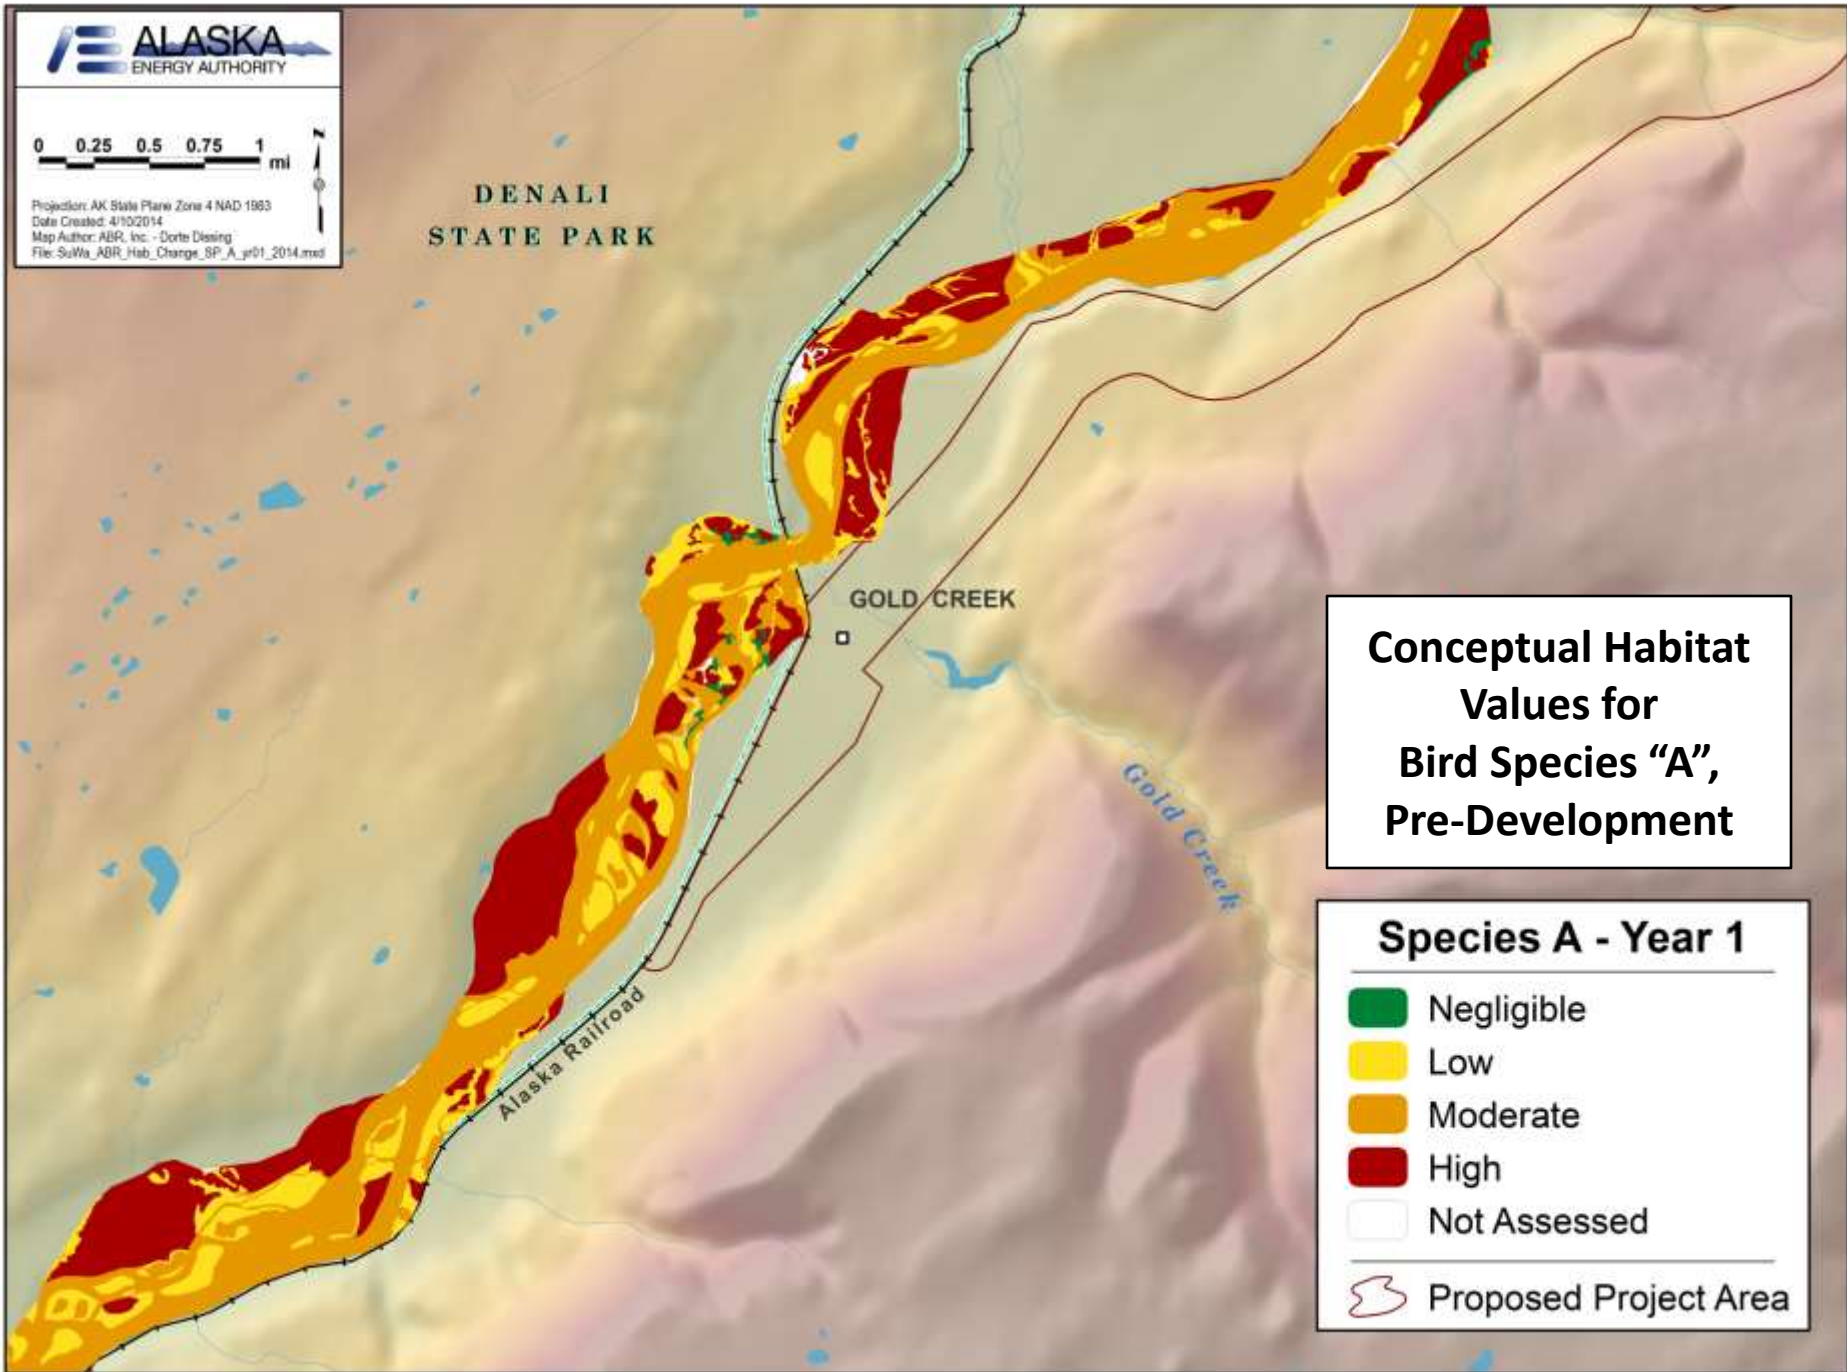 ALASKA
ENERGY AUTHORITY
0 0.25 0.5 0.75 1
mi
N
Projection: AK State Plane Zone 4 NAD 1983
Date Created: 4/10/2014
Map Author: ABR, Inc. - Dorte Dissing
File: SuWa_ABR_Hab_Change_SP_A_yr01_2014.mxd
DENALI
STATE PARK
GOLD CREEK
Gold Creek
Alaska Railroad
Conceptual Habitat
Values for
Bird Species “A”,
Pre-Development
Species A - Year 1
Negligible
Low
Moderate
High
Not Assessed
Proposed Project Area